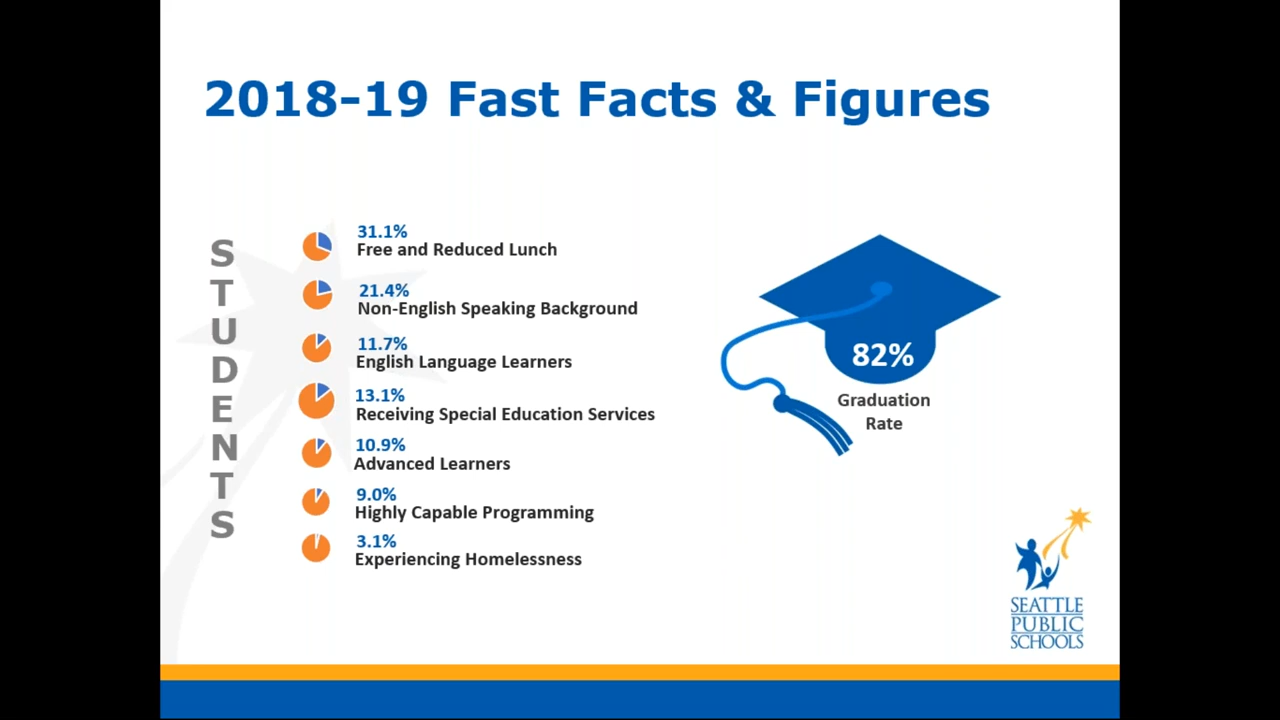 2018-19 Fast Facts & Figures
STUDENTS
31.1%
Free and Reduced Lunch
21.4%
Non-English Speaking Background
11.7%
English Language Learners
13.1%
Receiving Special Education Services
10.9%
Advanced Learners
9.0%
Highly Capable Programming
3.1%
Experiencing Homelessness
82%
Graduation
Rate
SEATTLE
PUBLIC
SCHOOLS